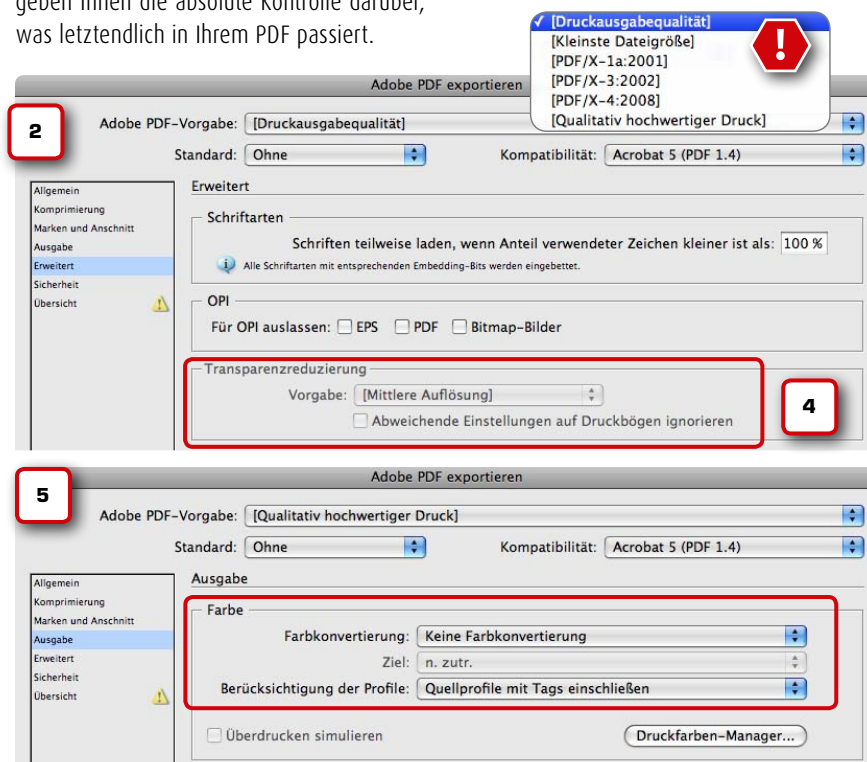 geben Ihnen die absolute Kontrolle darüber,
was letztendlich in Ihrem PDF passiert.
✓ [Druckausgabequalität]
[Kleinste Dateigröße]
[PDF/X-1a:2001]
[PDF/X-3:2002]
[PDF/X-4:2008]
[Qualitativ hochwertiger Druck]
!
Adobe PDF exportieren
2
Adobe PDF-Vorgabe: [Druckausgabequalität]
Standard: Ohne Kompatibilität: Acrobat 5 (PDF 1.4)
Allgemein
Komprimierung
Marken und Anschnitt
Ausgabe
Erweitert
Sicherheit
Übersicht
Erweitert
Schriftarten
Schriften teilweise laden, wenn Anteil verwendeter Zeichen kleiner ist als: 100 %
Alle Schriftarten mit entsprechenden Embedding-Bits werden eingebettet.
OPI
Für OPI auslassen: EPS PDF Bitmap-Bilder
Transparenzreduzierung
Vorgabe: [Mittlere Auflösung]
Abweichende Einstellungen auf Druckbögen ignorieren
4
Adobe PDF exportieren
5
Adobe PDF-Vorgabe: [Qualitativ hochwertiger Druck]
Standard: Ohne Kompatibilität: Acrobat 5 (PDF 1.4)
Allgemein
Komprimierung
Marken und Anschnitt
Ausgabe
Erweitert
Sicherheit
Übersicht
Ausgabe
Farbe
Farbkonvertierung: Keine Farbkonvertierung
Ziel: n. zutr.
Berücksichtigung der Profile: Quellprofile mit Tags einschließen
Überdrucken simulieren Druckfarben-Manager...